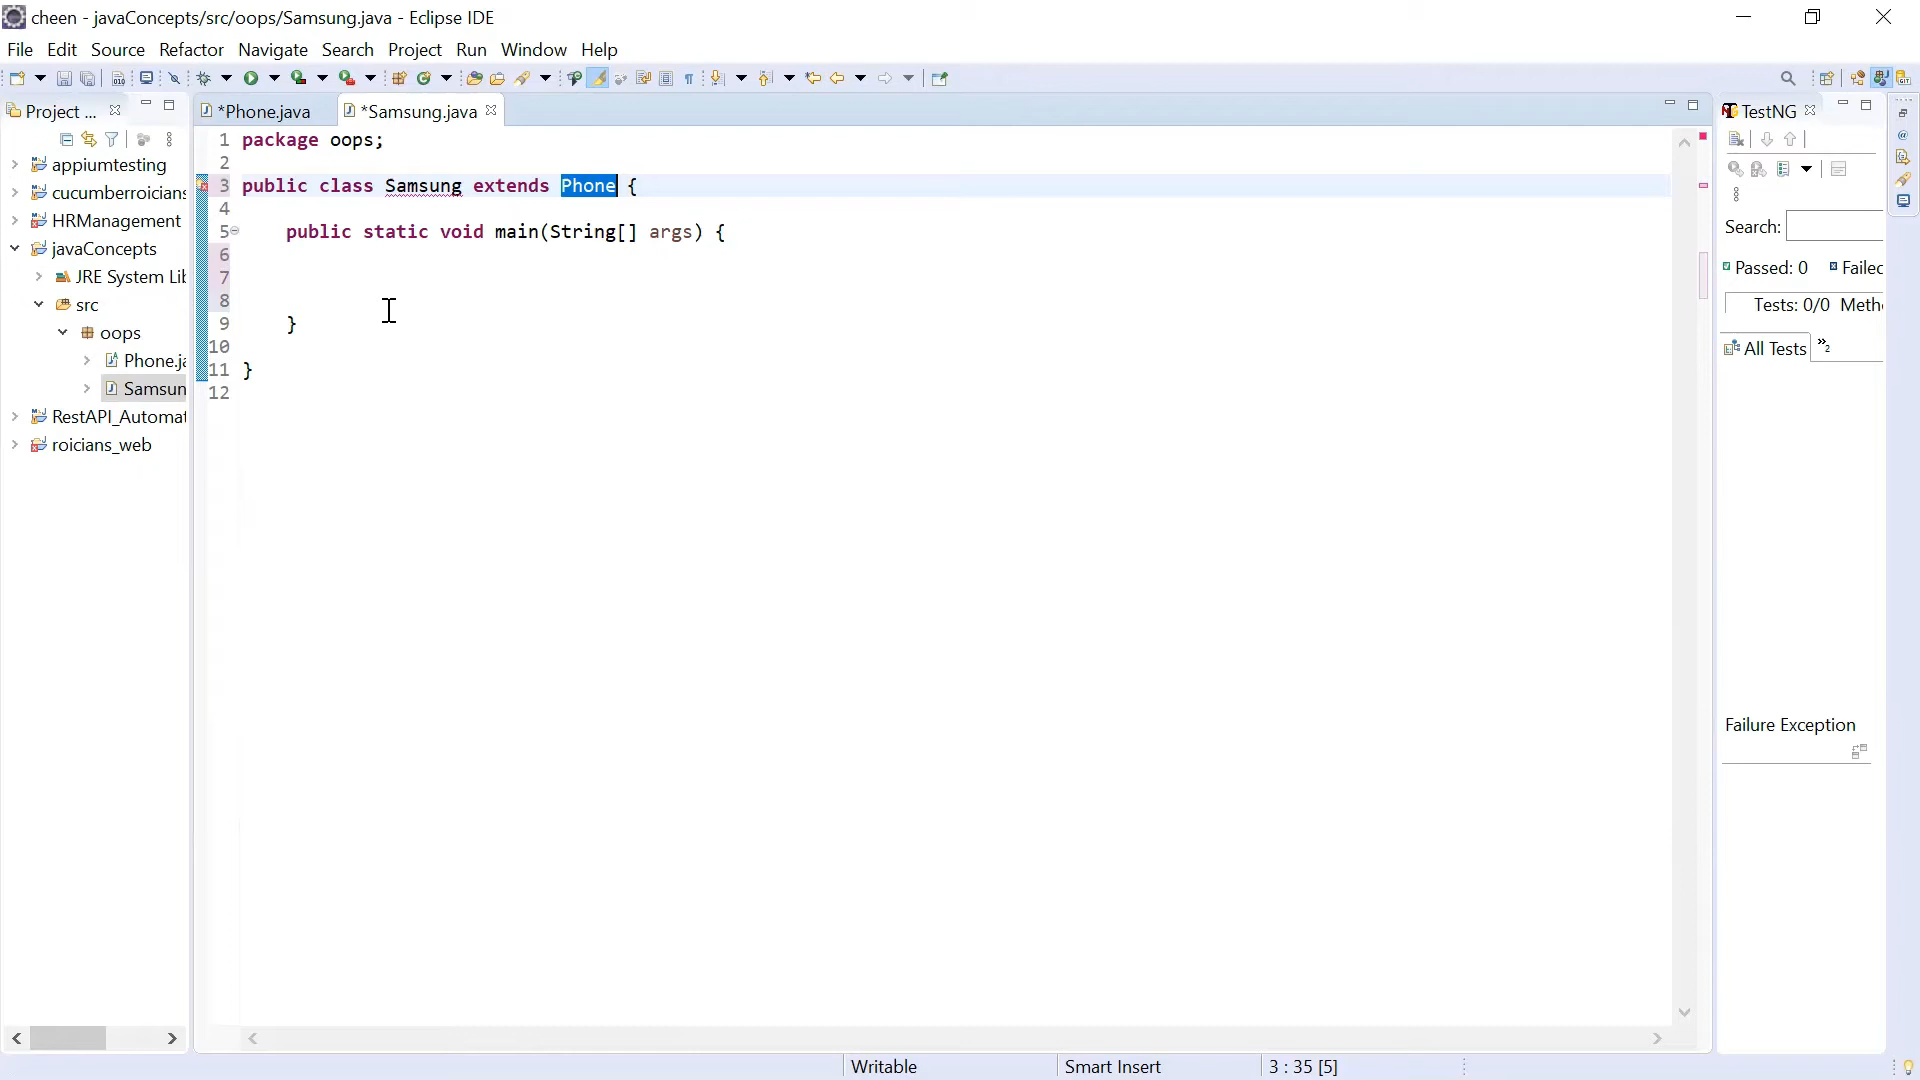 cheen - javaConcepts/src/oops/Samsung.java - Eclipse IDE
File Edit Source Refactor Navigate Search Project Run Window Help
Project ...
*Phone.java
*Samsung.java
TestNG
appiumtesting
cucumberroicians
HRManagement
javaConcepts
JRE System Lib
src
oops
Phone.ja
Samsun
RestAPI_Automat
roicians_web
1 package oops;
2
3 public class Samsung extends Phone {
4
5 public static void main(String[] args) {
6
7
8
9 }
10
11 }
12
Search:
Passed: 0 Failed
Tests: 0/0 Metho
All Tests »2
Failure Exception
Writable Smart Insert 3 : 35 [5]